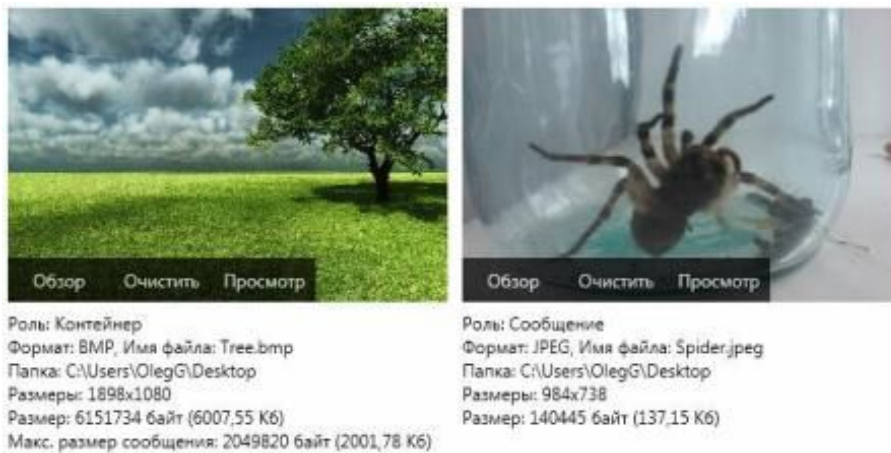 Обзор Очистить Просмотр
Обзор Очистить Просмотр
Роль: Контейнер
Формат: BMP, Имя файла: Tree.bmp
Папка: C:\Users\OlegG\Desktop
Размеры: 1898x1080
Размер: 6151734 байт (6007,55 Кб)
Макс. размер сообщения: 2049820 байт (2001,78 Кб)
Роль: Сообщение
Формат: JPEG, Имя файла: Spider.jpeg
Папка: C:\Users\OlegG\Desktop
Размеры: 984x738
Размер: 140445 байт (137,15 Кб)